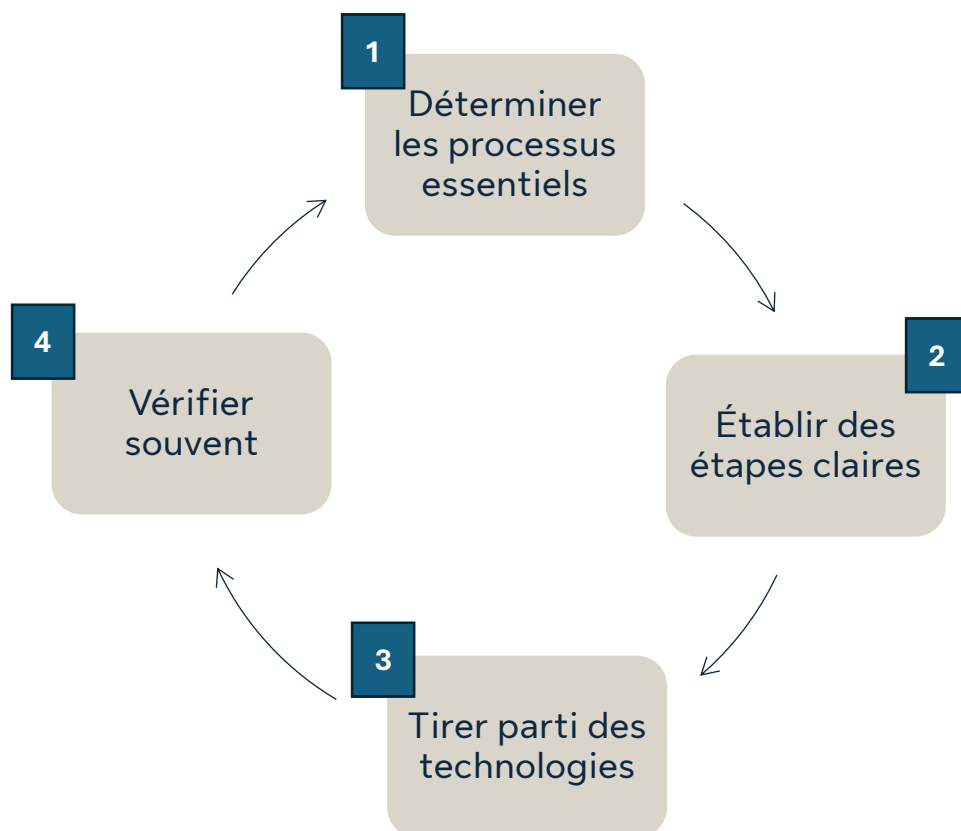 1
Déterminer
les processus
essentiels
2
Établir des
étapes claires
3
Tirer parti des
technologies
4
Vérifier
souvent